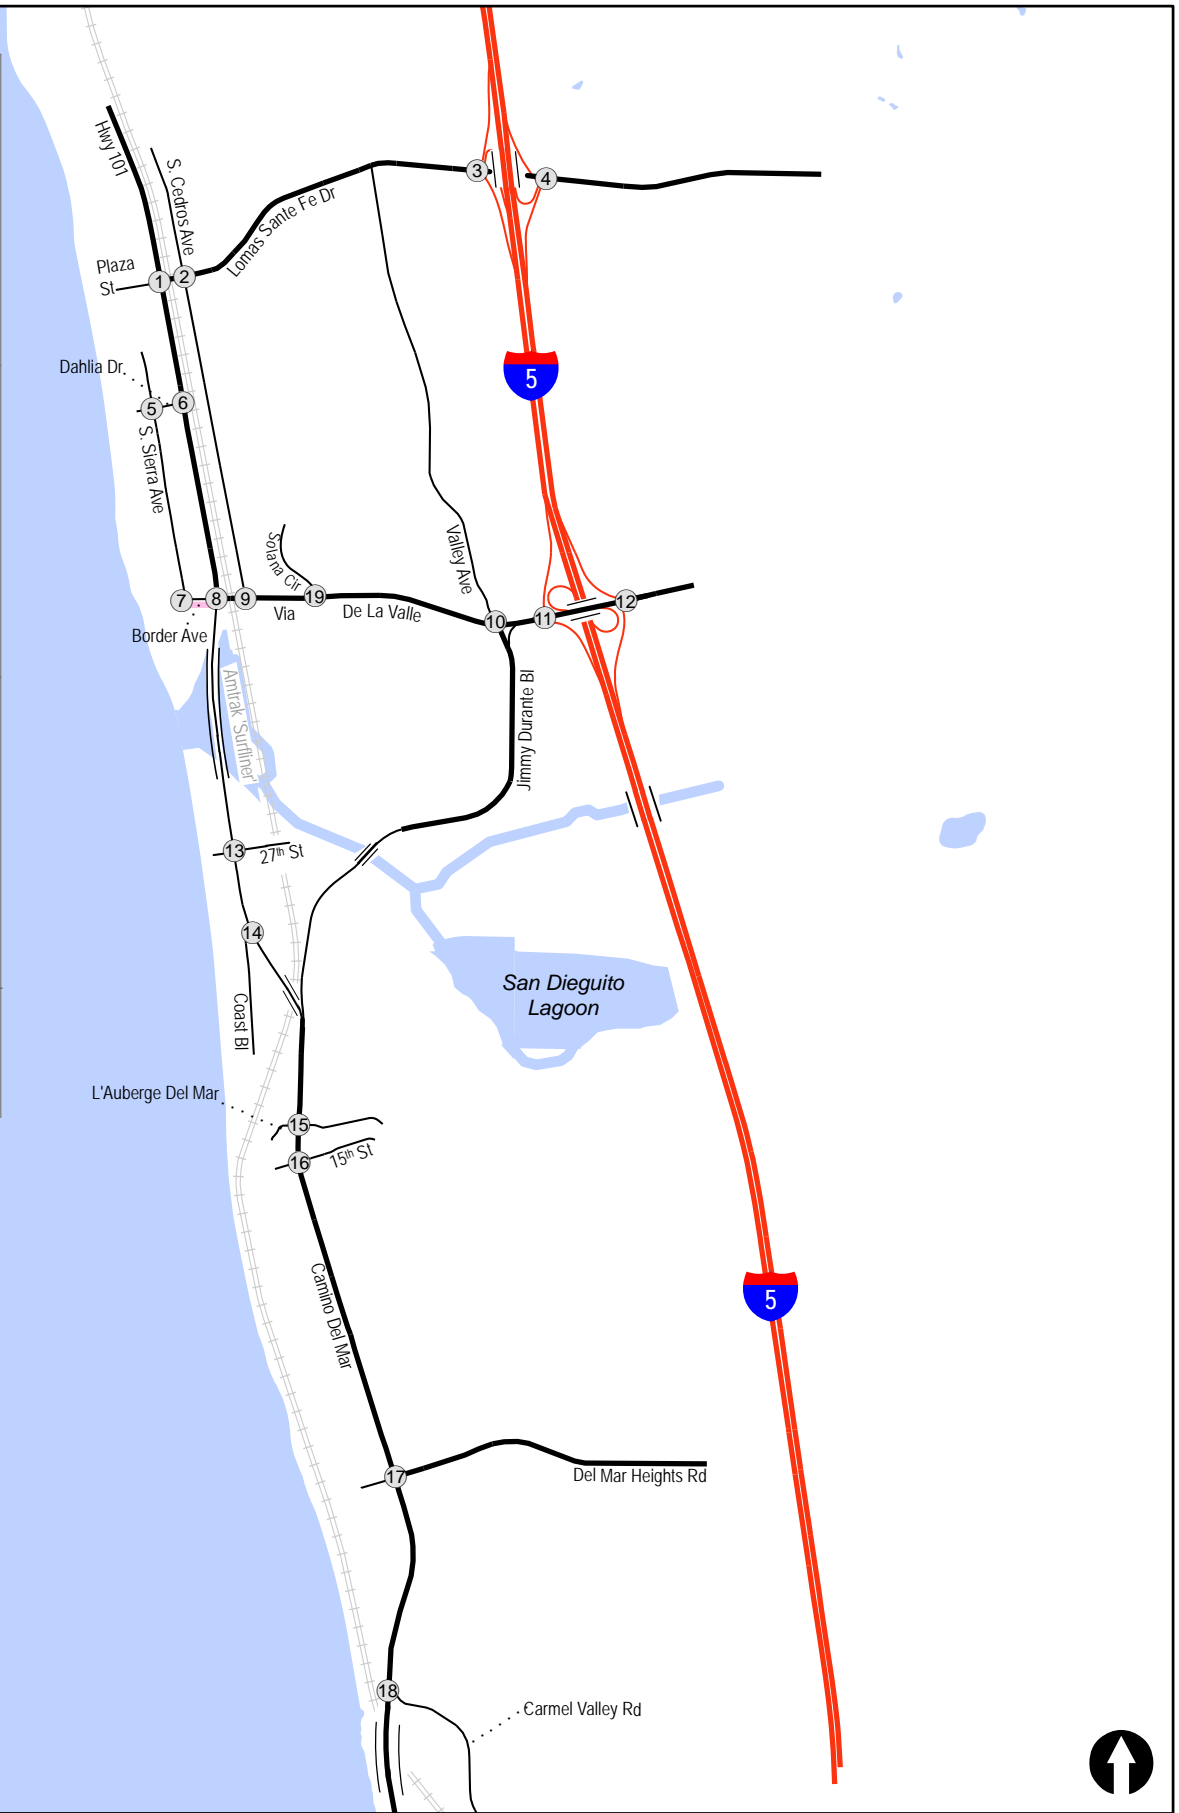 Hwy 101
S. Cedros Ave
3
4
Lomas Sante Fe Dr
Plaza
St
1
2
Dahlia Dr.
5
6
5
S. Sierra Ave
Valley Ave
Solana Cir
7
8
9
19
Via
De La Valle
10
11
12
Border Ave
Amtrak 'Surfliner'
Jimmy Durante Bl
13
27th St
14
San Dieguito
Lagoon
Coast Bl
L'Auberge Del Mar
15
16
15th St
Camino Del Mar
5
17
Del Mar Heights Rd
18
Carmel Valley Rd